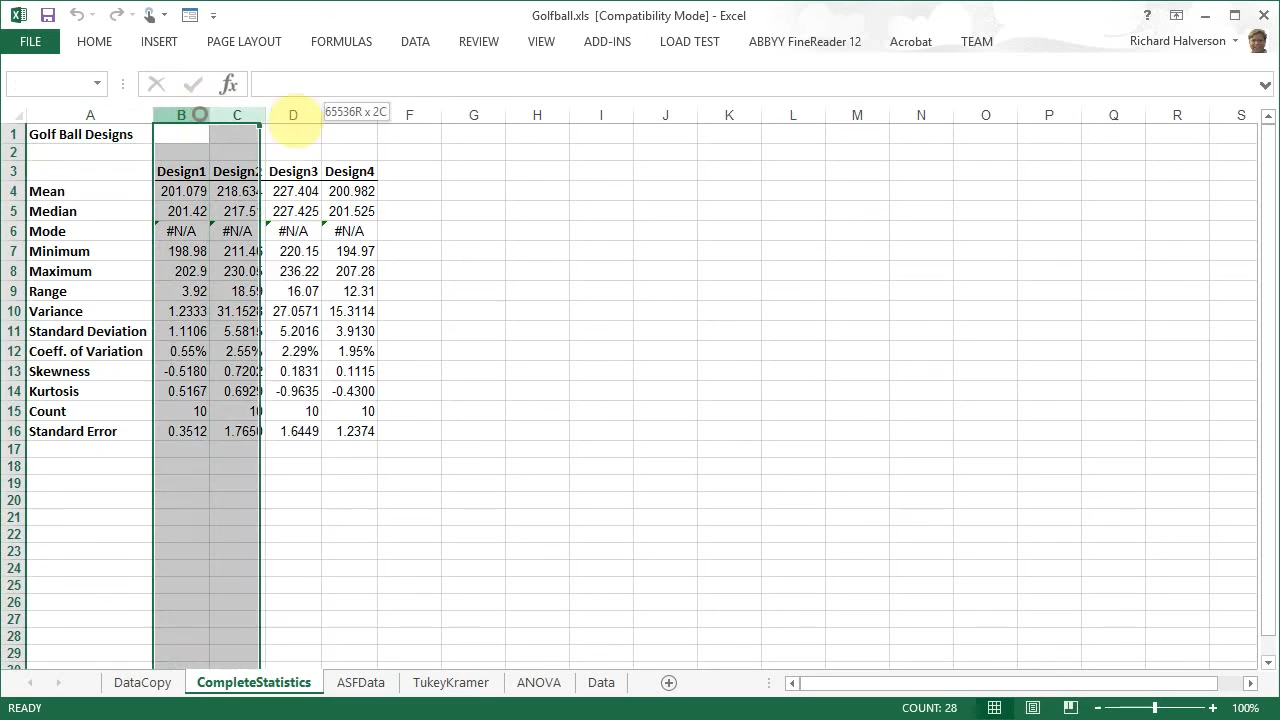 Golfball.xls [Compatibility Mode] - Excel
FILE HOME INSERT PAGE LAYOUT FORMULAS DATA REVIEW VIEW ADD-INS LOAD TEST ABBYY FineReader 12 Acrobat TEAM Richard Halverson
fx
65536R x 2C
A B C D F G H I J K L M N O P Q R S
1 Golf Ball Designs
2
3 Design1 Design2 Design3 Design4
4 Mean 201.079 218.634 227.404 200.982
5 Median 201.42 217.5 227.425 201.525
6 Mode #N/A #N/A #N/A #N/A
7 Minimum 198.98 211.46 220.15 194.97
8 Maximum 202.9 230.05 236.22 207.28
9 Range 3.92 18.59 16.07 12.31
10 Variance 1.2333 31.1528 27.0571 15.3114
11 Standard Deviation 1.1106 5.5815 5.2016 3.9130
12 Coeff. of Variation 0.55% 2.55% 2.29% 1.95%
13 Skewness -0.5180 0.7202 0.1831 0.1115
14 Kurtosis 0.5167 0.6929 -0.9635 -0.4300
15 Count 10 10 10 10
16 Standard Error 0.3512 1.7650 1.6449 1.2374
17
18
19
20
21
22
23
24
25
26
27
28
29
DataCopy CompleteStatistics ASFData TukeyKramer ANOVA Data
READY COUNT: 28 100%